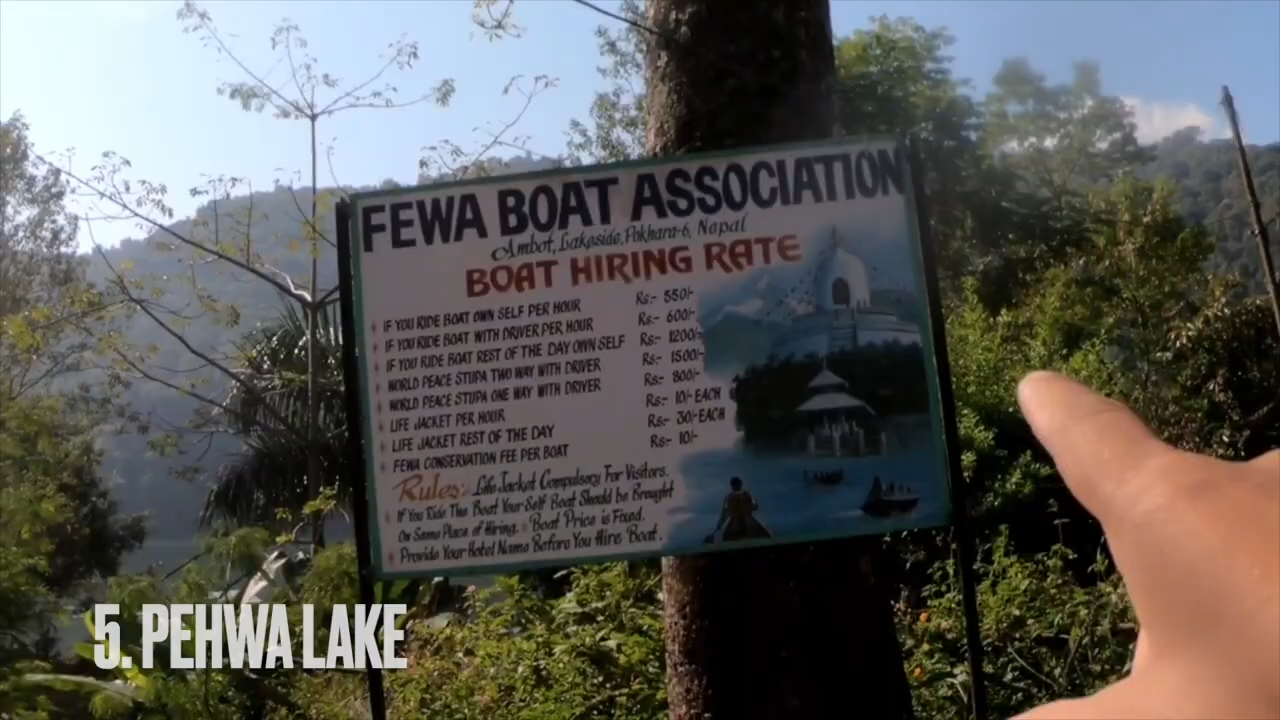 FEWA BOAT ASSOCIATION
Ambot, Lakeside, Pokhara-6, Nepal
BOAT HIRING RATE
IF YOU RIDE BOAT OWN SELF PER HOUR Rs:- 550/-
IF YOU RIDE BOAT WITH DRIVER PER HOUR Rs:- 600/-
IF YOU RIDE BOAT REST OF THE DAY OWN SELF Rs:- 1200/-
WORLD PEACE STUPA TWO WAY WITH DRIVER Rs:- 1500/-
WORLD PEACE STUPA ONE WAY WITH DRIVER Rs:- 800/-
LIFE JACKET PER HOUR Rs:- 10/-EACH
LIFE JACKET REST OF THE DAY Rs:- 30/-EACH
FEWA CONSERVATION FEE PER BOAT Rs:- 10/-
Rules:- Life Jacket Compulsory For Visitors.
If You Ride The Boat Your Self Boat Should be Brought
On Same Place of Hiring. Boat Price is Fixed.
Provide Your Hotel Name Before You Hire Boat.
5. PEHWA LAKE